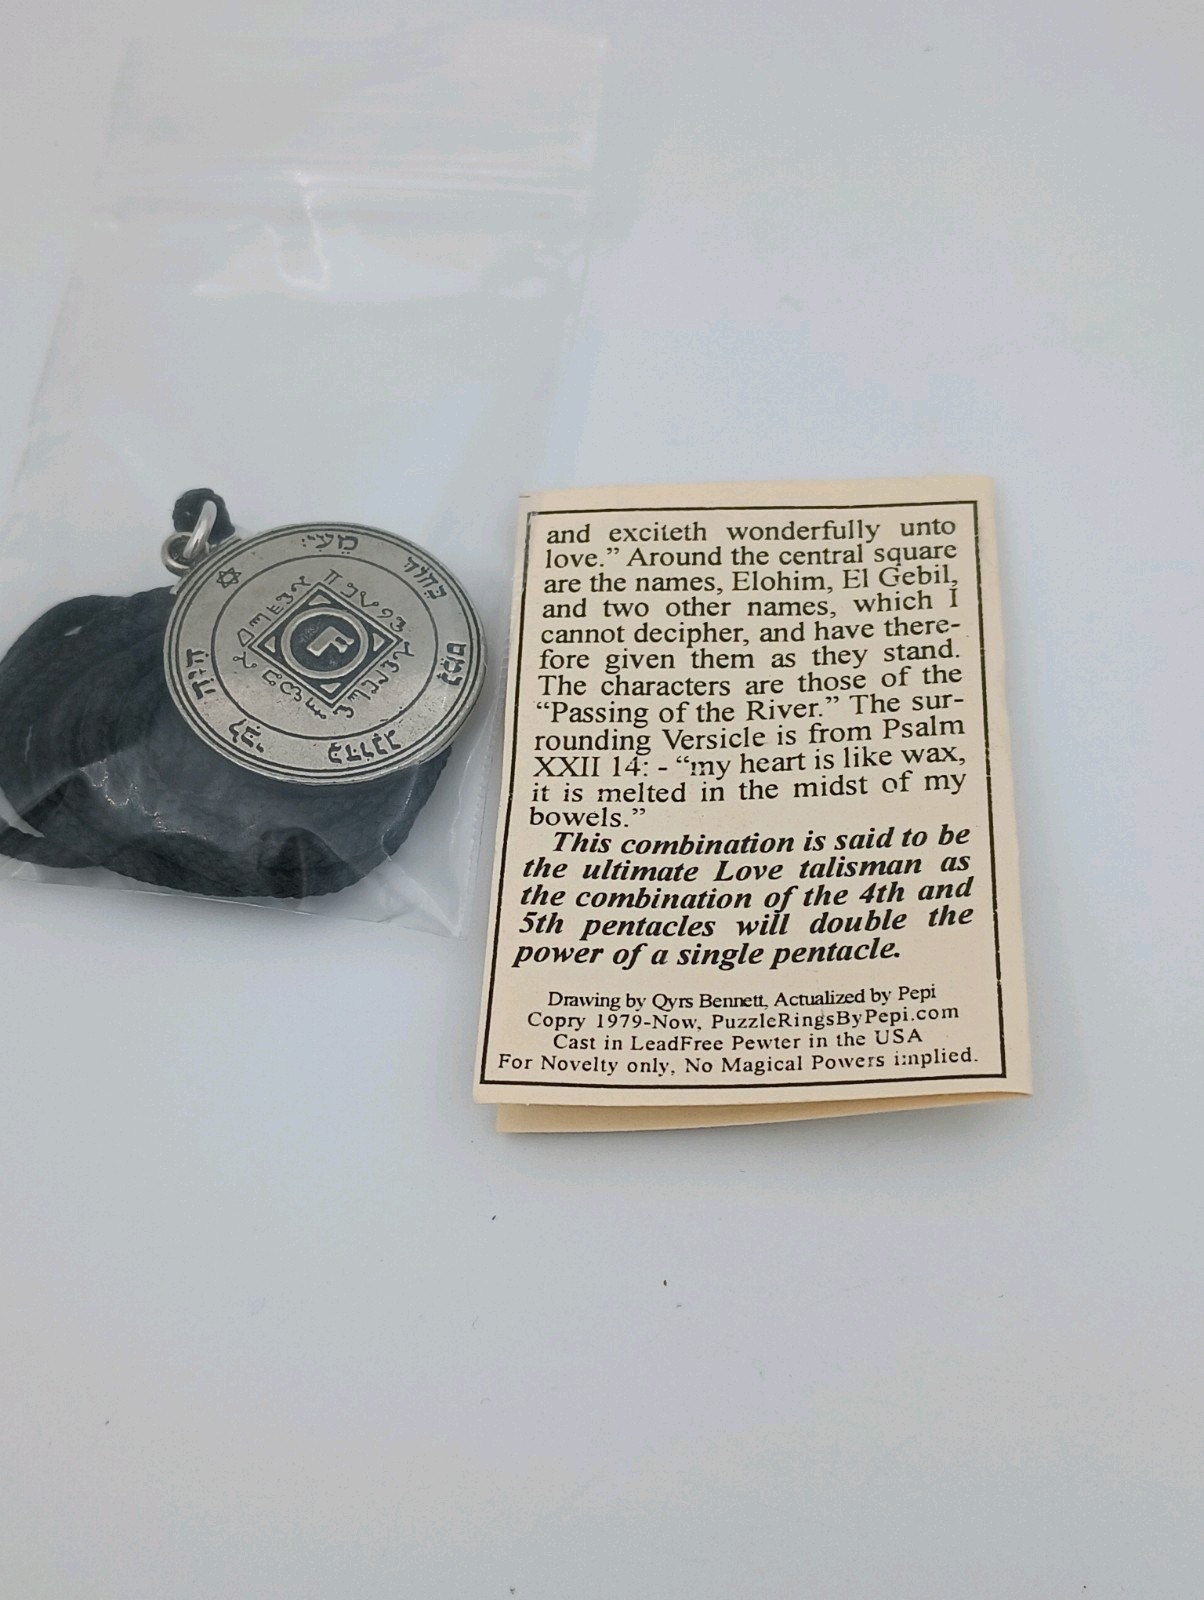 and exciteth wonderfully unto
love.” Around the central square
are the names, Elohim, El Gebil,
and two other names, which I
cannot decipher, and have there-
fore given them as they stand.
The characters are those of the
“Passing of the River.” The sur-
rounding Versicle is from Psalm
XXII 14: - “my heart is like wax,
it is melted in the midst of my
bowels.”
This combination is said to be
the ultimate Love talisman as
the combination of the 4th and
5th pentacles will double the
power of a single pentacle.
Drawing by Qyrs Bennett, Actualized by Pepi
Copry 1979-Now, PuzzleRingsByPepi.com
Cast in LeadFree Pewter in the USA
For Novelty only, No Magical Powers implied.